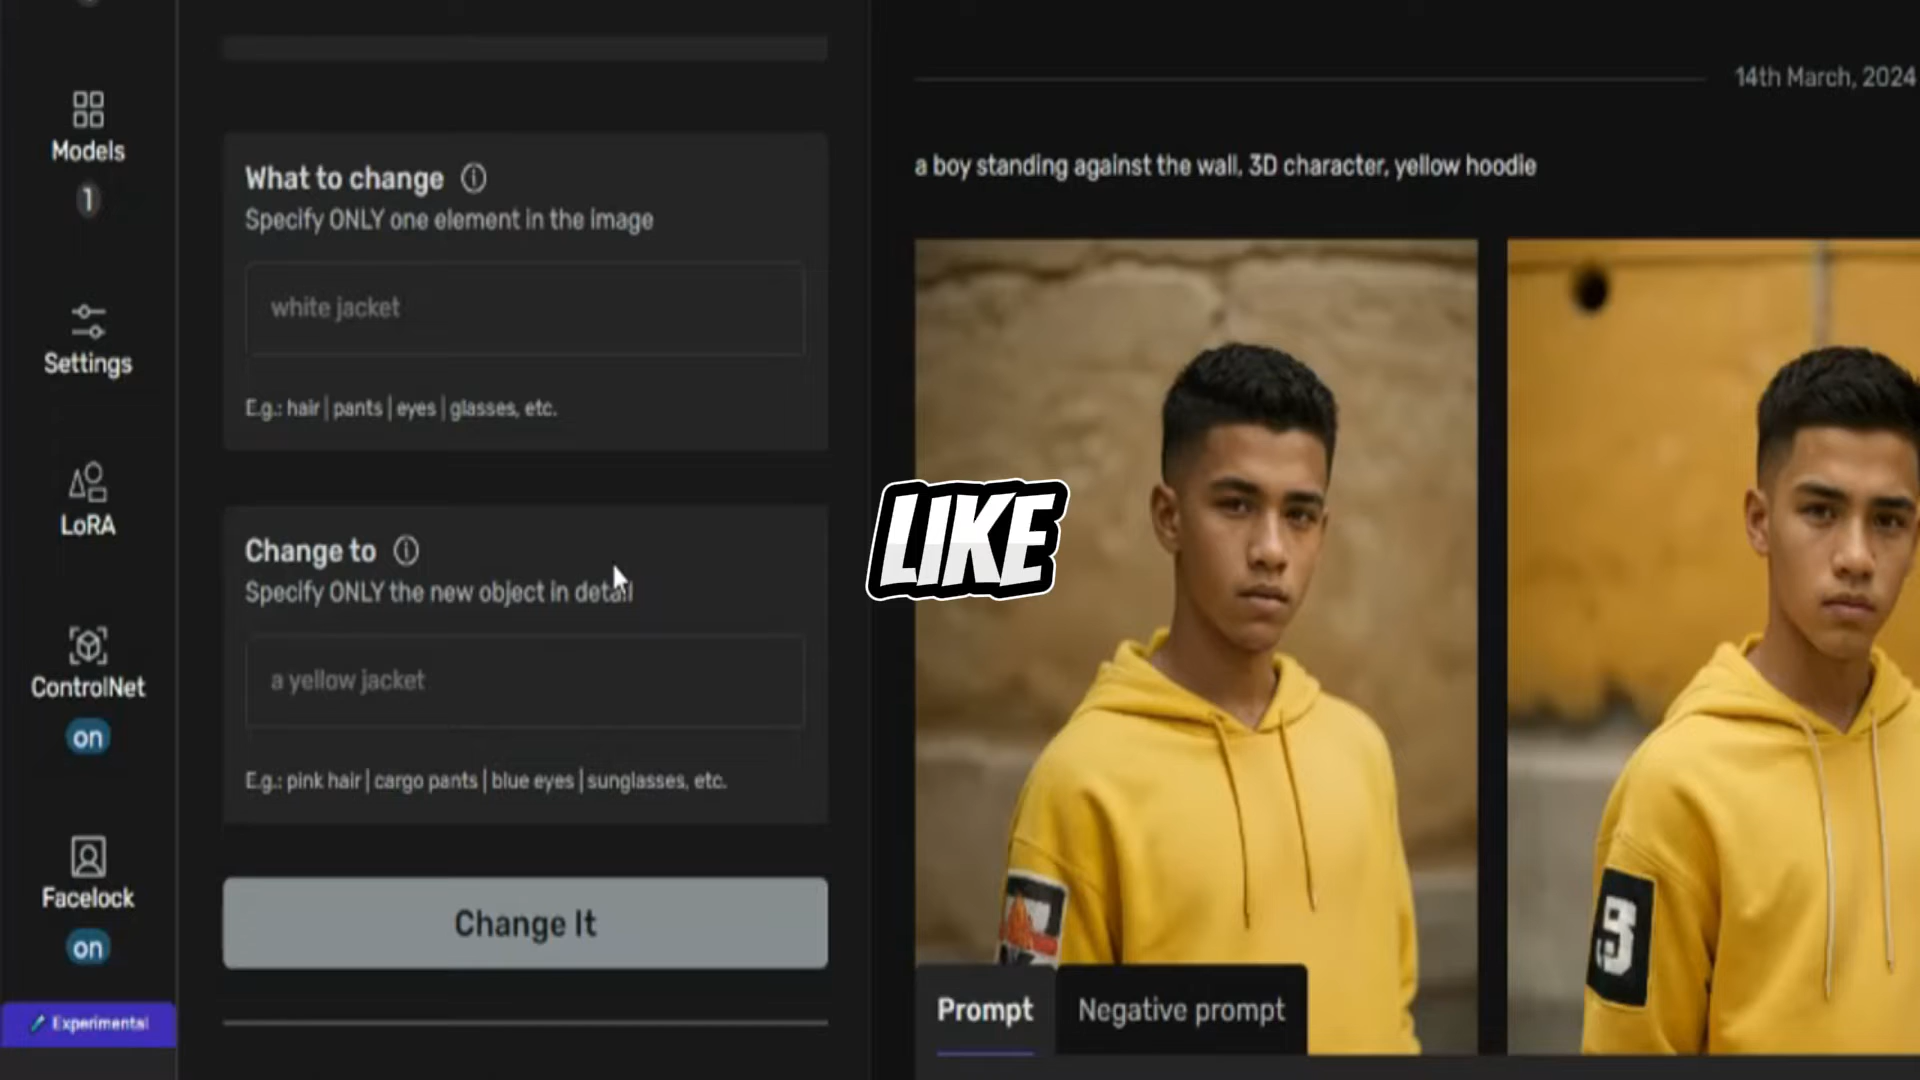 Models
1
Settings
LoRA
ControlNet
on
Facelock
on
Experimental
What to change
Specify ONLY one element in the image
white jacket
E.g.: hair | pants | eyes | glasses, etc.
Change to
Specify ONLY the new object in detail
a yellow jacket
E.g.: pink hair | cargo pants | blue eyes | sunglasses, etc.
Change It
LIKE
14th March, 2024
a boy standing against the wall, 3D character, yellow hoodie
Prompt
Negative prompt